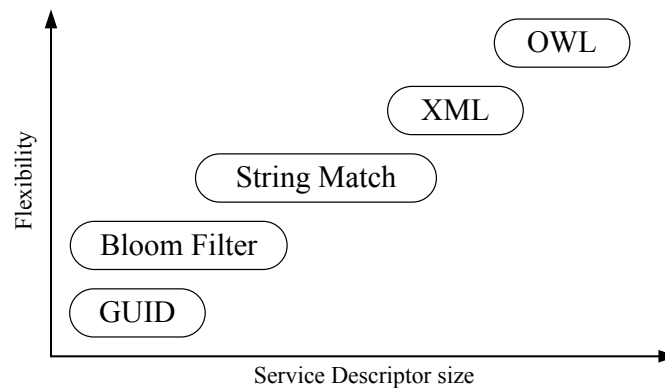 OWL
XML
String Match
Bloom Filter
GUID
Flexibility
Service Descriptor size